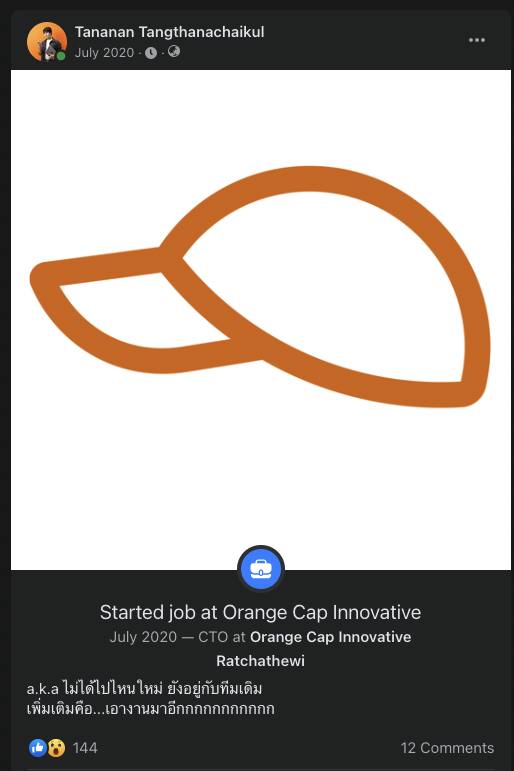 Tananan Tangthanachaikul
July 2020 · ·
Started job at Orange Cap Innovative
July 2020 — CTO at Orange Cap Innovative
Ratchathewi
a.k.a ไม่ได้ไปไหนใหม่ ยังอยู่กับทีมเดิม
เพิ่มเติมคือ...เอางานมาอีกกกกกกกกกกก
144
12 Comments